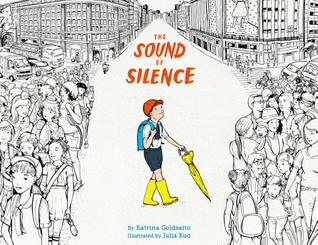 THE
SOUND
OF
SILENCE
By Katrina Goldsaito
Illustrated by Julia Kuo